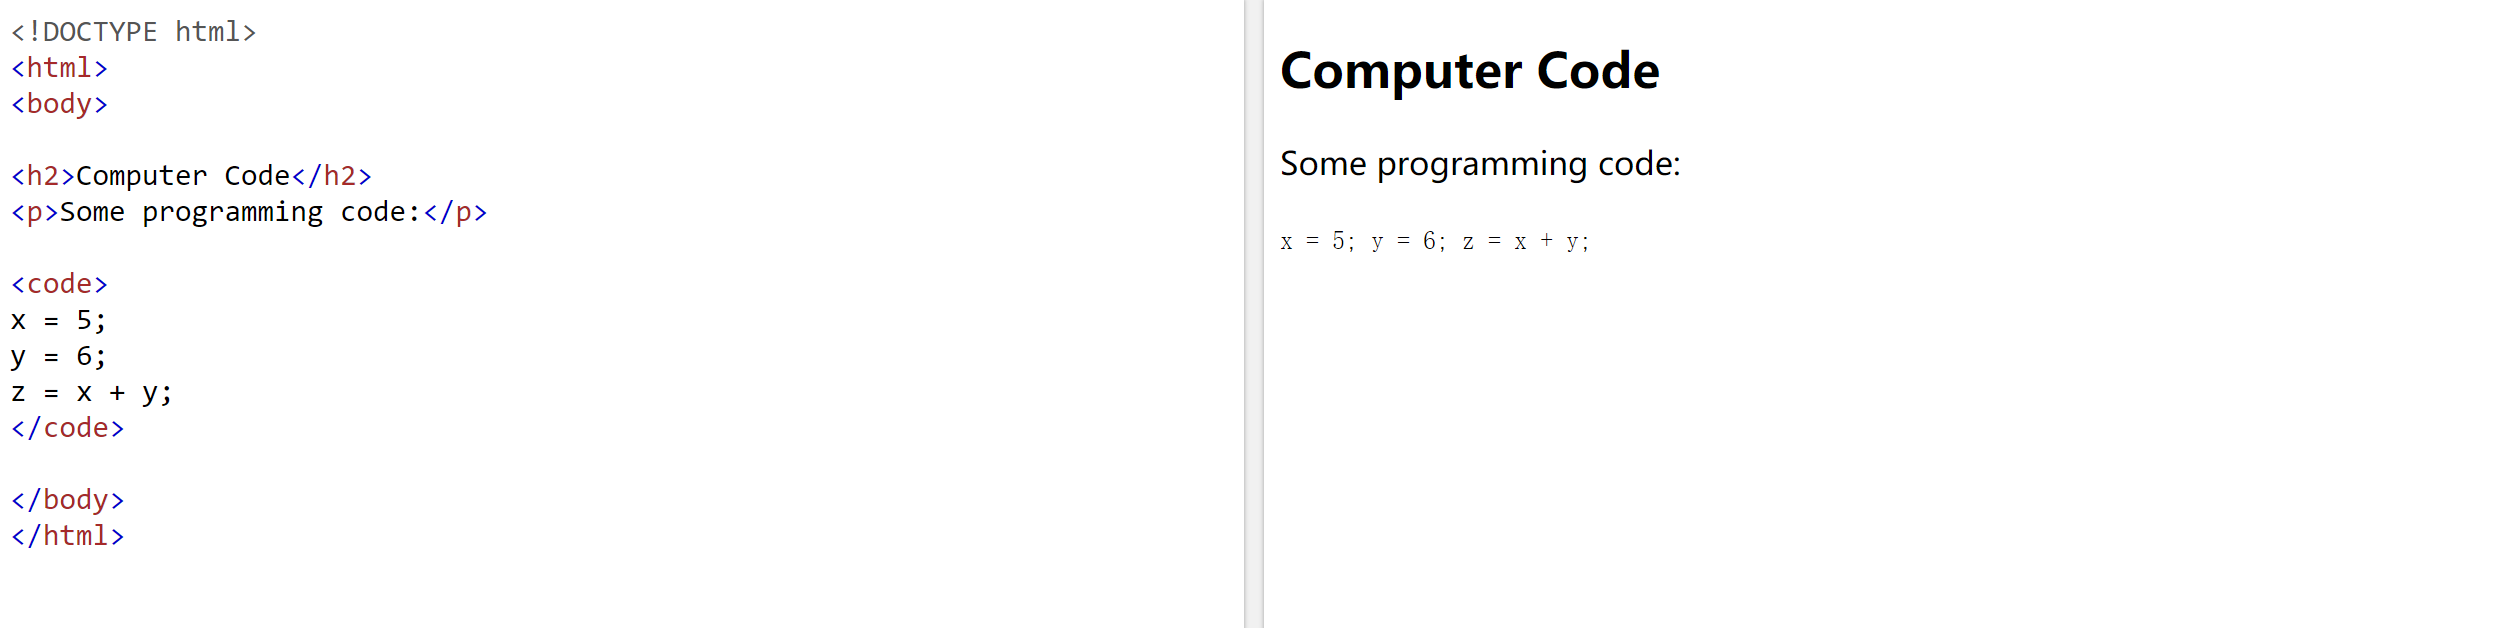 <!DOCTYPE html>
<html>
<body>
<h2>Computer Code</h2>
<p>Some programming code:</p>
<code>
x = 5;
y = 6;
z = x + y;
</code>
</body>
</html>
Computer Code
Some programming code:
x = 5; y = 6; z = x + y;